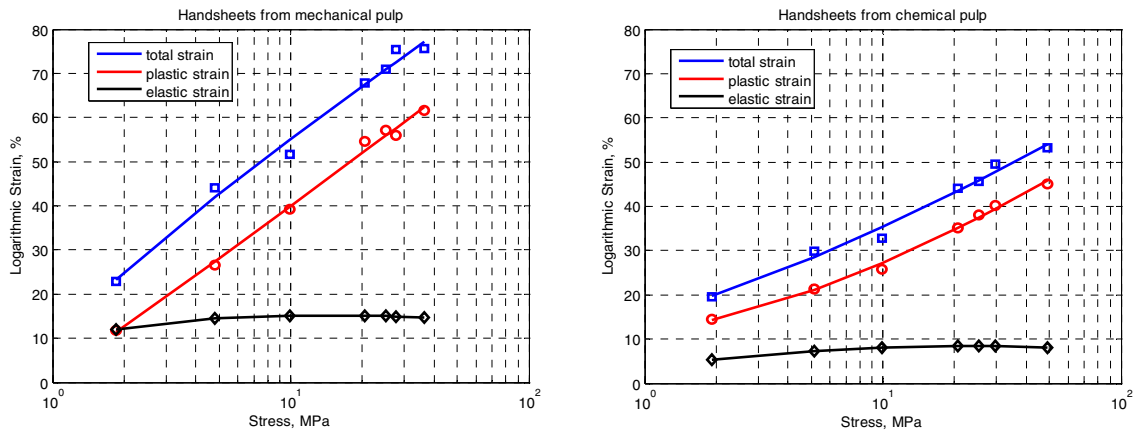 Handsheets from mechanical pulp
80
70
60
50
40
30
20
10
0
Logarithmic Strain, %
total strain
plastic strain
elastic strain
10^0
10^1
10^2
Stress, MPa
Handsheets from chemical pulp
80
70
60
50
40
30
20
10
0
Logarithmic Strain, %
total strain
plastic strain
elastic strain
10^0
10^1
10^2
Stress, MPa